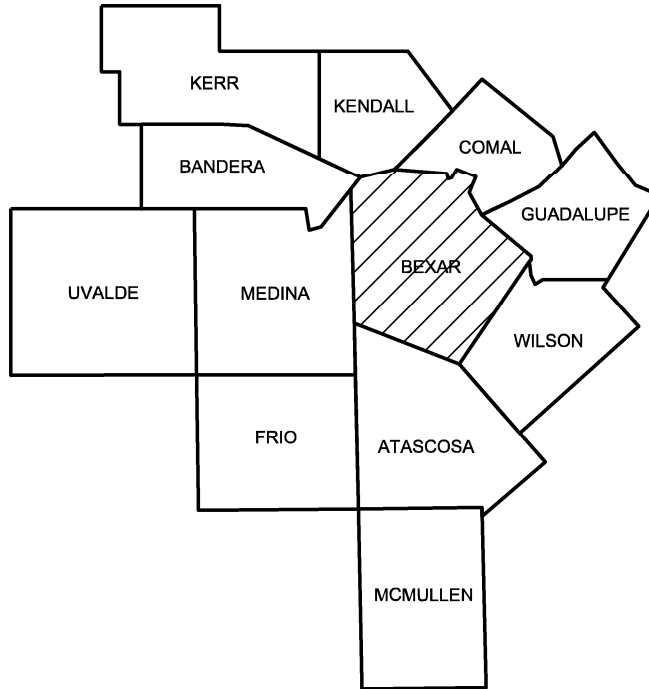 KERR
KENDALL
COMAL
BANDERA
GUADALUPE
BEXAR
UVALDE
MEDINA
WILSON
FRIO
ATASCOSA
MCMULLEN